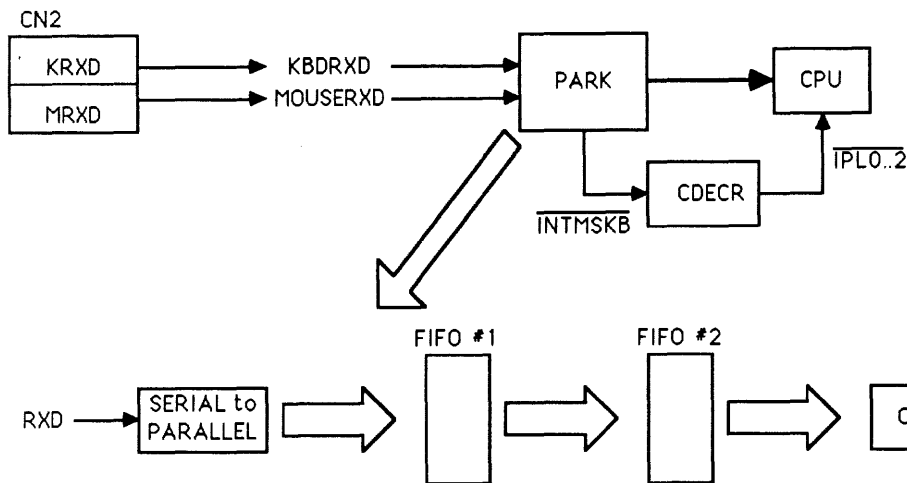 CN2
KRXD
KBDRXD
PARK
CPU
MRXD
MOUSERXD
IPL0..2
CDECR
INTMSKB
FIFO #1
FIFO #2
RXD
SERIAL to
PARALLEL